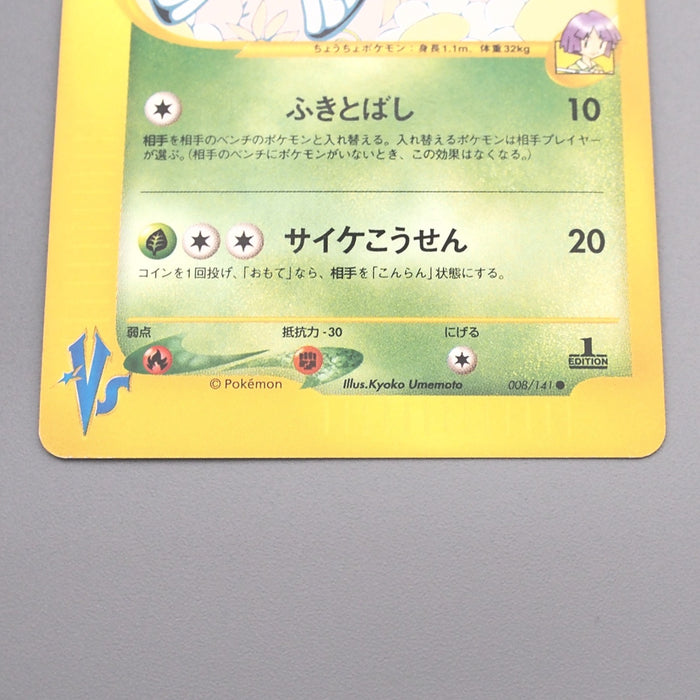 ちょうちょポケモン：身長1.1m、体重32kg
ふきとばし 10
相手を相手のベンチのポケモンと入れ替える。入れ替えるポケモンは相手プレイヤー
が選ぶ。（相手のベンチにポケモンがいないとき、この効果はなくなる。）
サイケこうせん 20
コインを1回投げ、「おもて」なら、相手を「こんらん」状態にする。
弱点 抵抗力-30 にげる
1
EDITION
VS
© Pokémon Illus.Kyoko Umemoto 008/141●